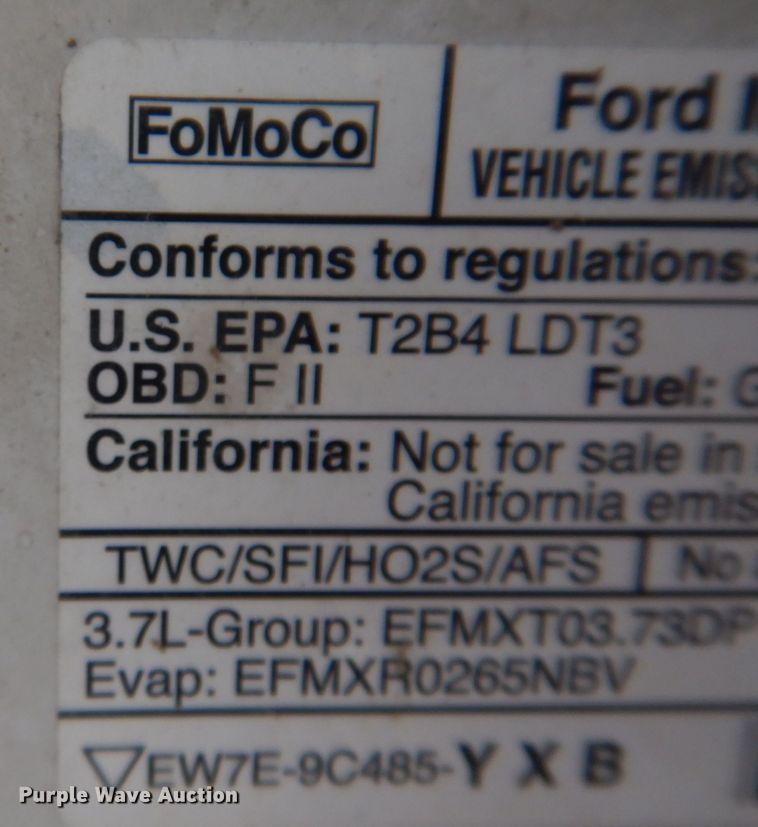 FoMoCo
Ford
VEHICLE
Conforms to regulations:
U.S. EPA: T2B4 LDT3
OBD: F II Fuel:
California: Not for sale in
California
TWC/SFI/HO2S/AFS No
3.7L-Group: EFMXT03.73DP
Evap: EFMXR0265NBV
EW7E-9C485-Y X B
Purple Wave Auction